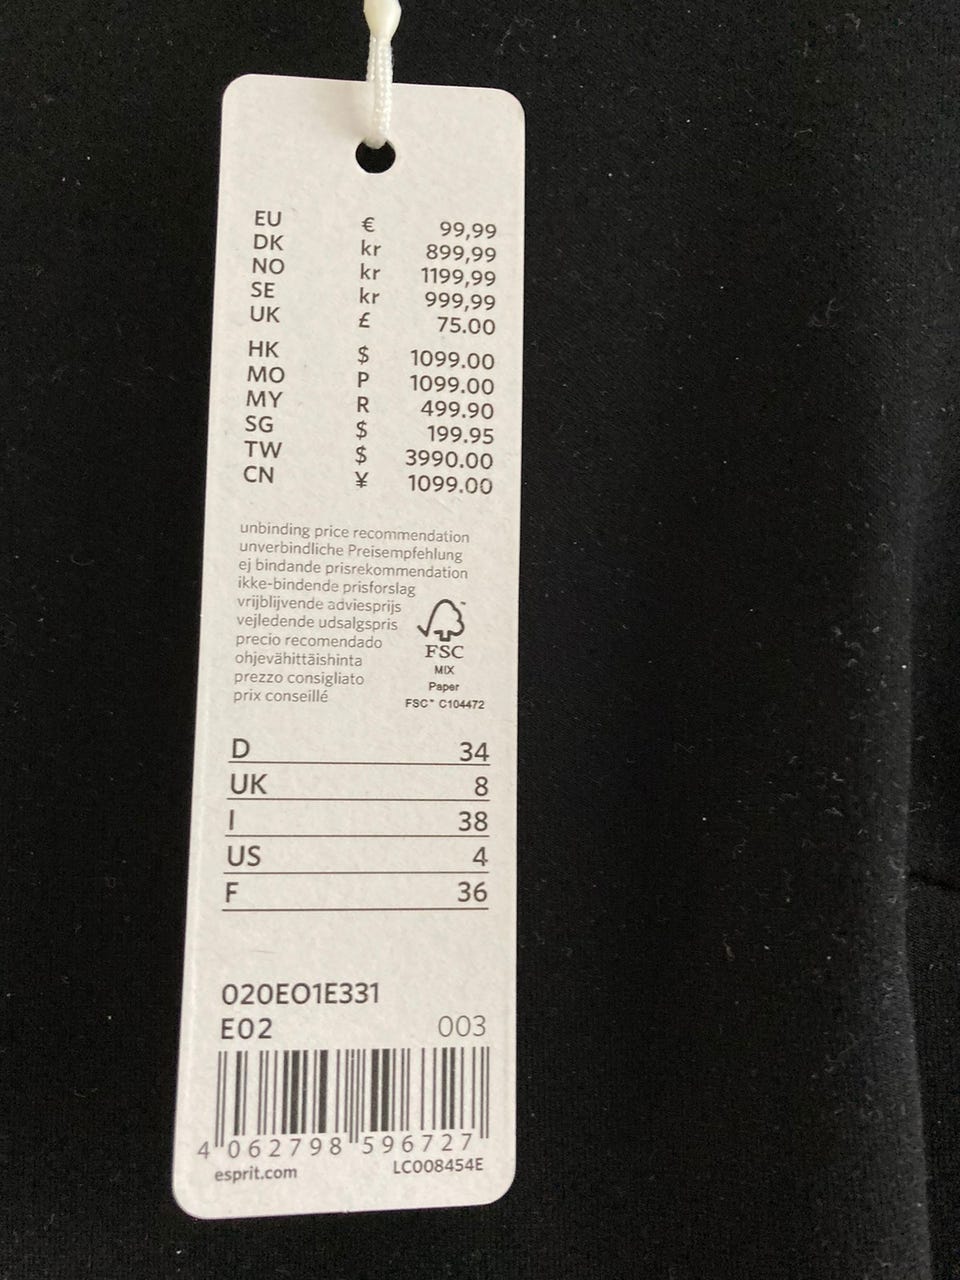 EU € 99,99
DK kr 899,99
NO kr 1199,99
SE kr 999,99
UK £ 75.00
HK $ 1099.00
MO P 1099.00
MY R 499.90
SG $ 199.95
TW $ 3990.00
CN ¥ 1099.00
unbinding price recommendation
unverbindliche Preisempfehlung
ej bindande prisrekommendation
ikke-bindende prisforslag
vrijblijvende adviesprijs
vejledende udsalgspris
precio recomendado
ohjevähittäishinta
prezzo consigliato
prix conseillé
FSC
MIX
Paper
FSC™ C104472
D 34
UK 8
I 38
US 4
F 36
020EO1E331
E02 003
4 062798 596727
esprit.com LC008454E